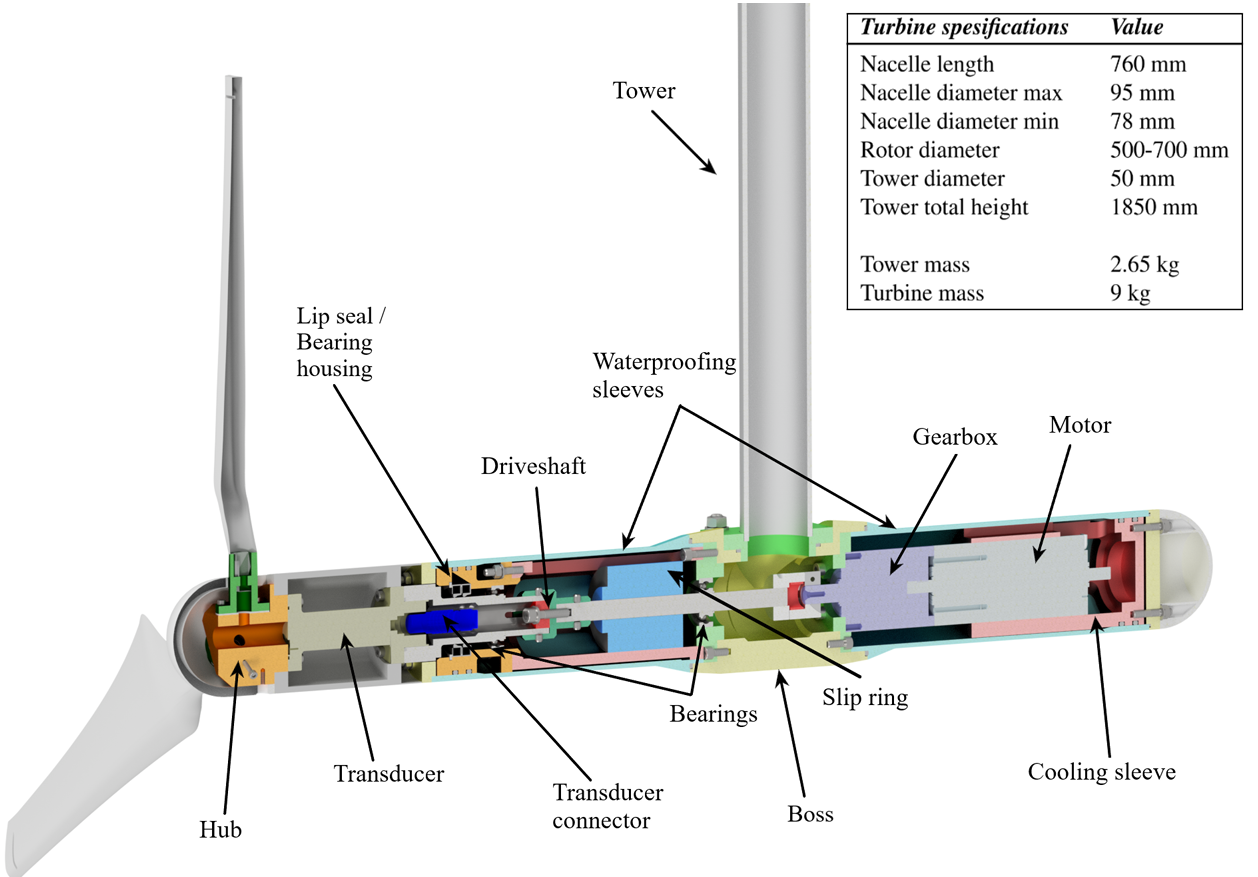 Turbine spesifications Value
Nacelle length 760 mm
Nacelle diameter max 95 mm
Nacelle diameter min 78 mm
Rotor diameter 500-700 mm
Tower diameter 50 mm
Tower total height 1850 mm
Tower mass 2.65 kg
Turbine mass 9 kg
Tower
Lip seal /
Bearing
housing
Waterproofing
sleeves
Driveshaft
Gearbox
Motor
Bearings
Slip ring
Transducer
Transducer
connector
Hub
Boss
Cooling sleeve